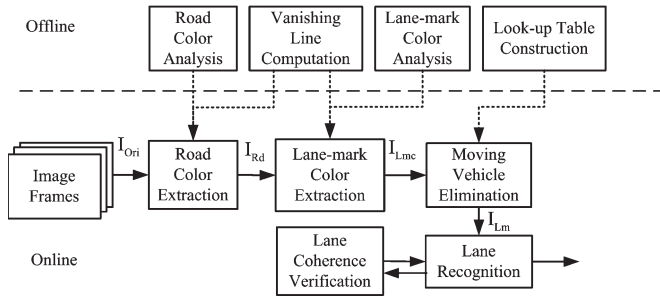 Offline
Road
Color
Analysis
Vanishing
Line
Computation
Lane-mark
Color
Analysis
Look-up Table
Construction
Image
Frames
I_Ori
Road
Color
Extraction
I_Rd
Lane-mark
Color
Extraction
I_Lmc
Moving
Vehicle
Elimination
I_Lm
Online
Lane
Coherence
Verification
Lane
Recognition